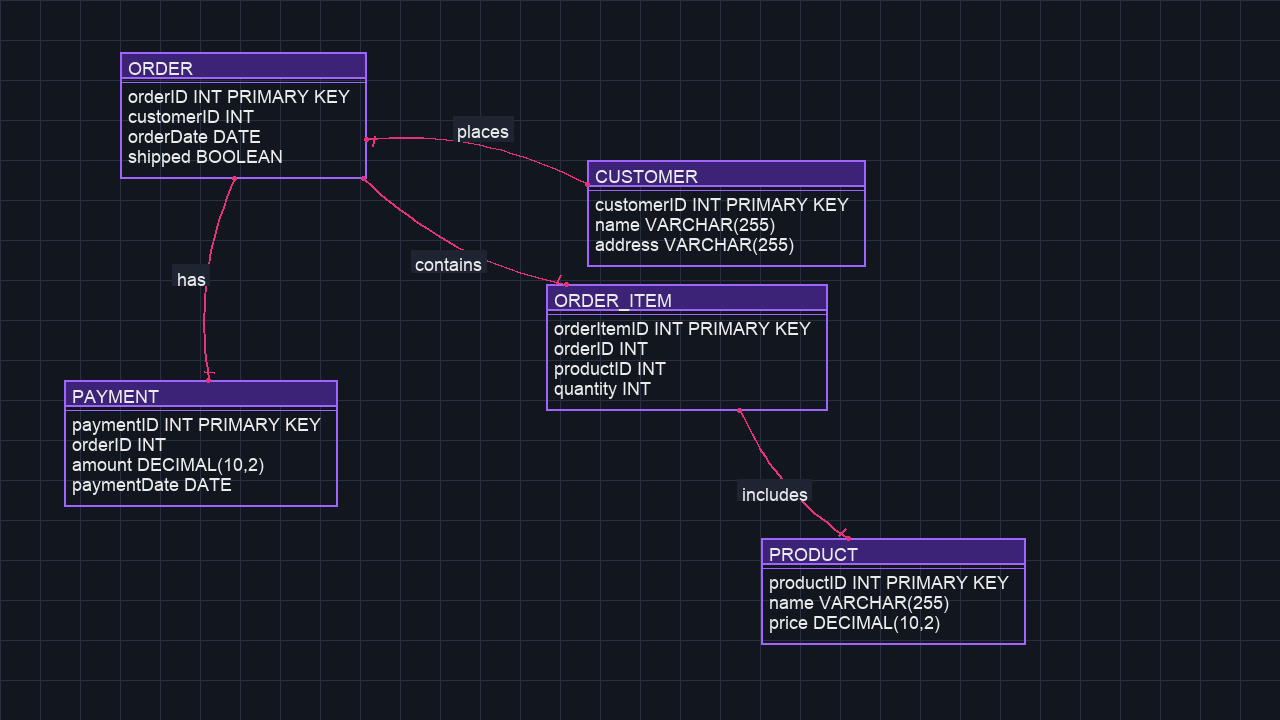 ORDER
orderID INT PRIMARY KEY
customerID INT
orderDate DATE
shipped BOOLEAN
places
CUSTOMER
customerID INT PRIMARY KEY
name VARCHAR(255)
address VARCHAR(255)
contains
has
ORDER_ITEM
orderItemID INT PRIMARY KEY
orderID INT
productID INT
quantity INT
PAYMENT
paymentID INT PRIMARY KEY
orderID INT
amount DECIMAL(10,2)
paymentDate DATE
includes
PRODUCT
productID INT PRIMARY KEY
name VARCHAR(255)
price DECIMAL(10,2)